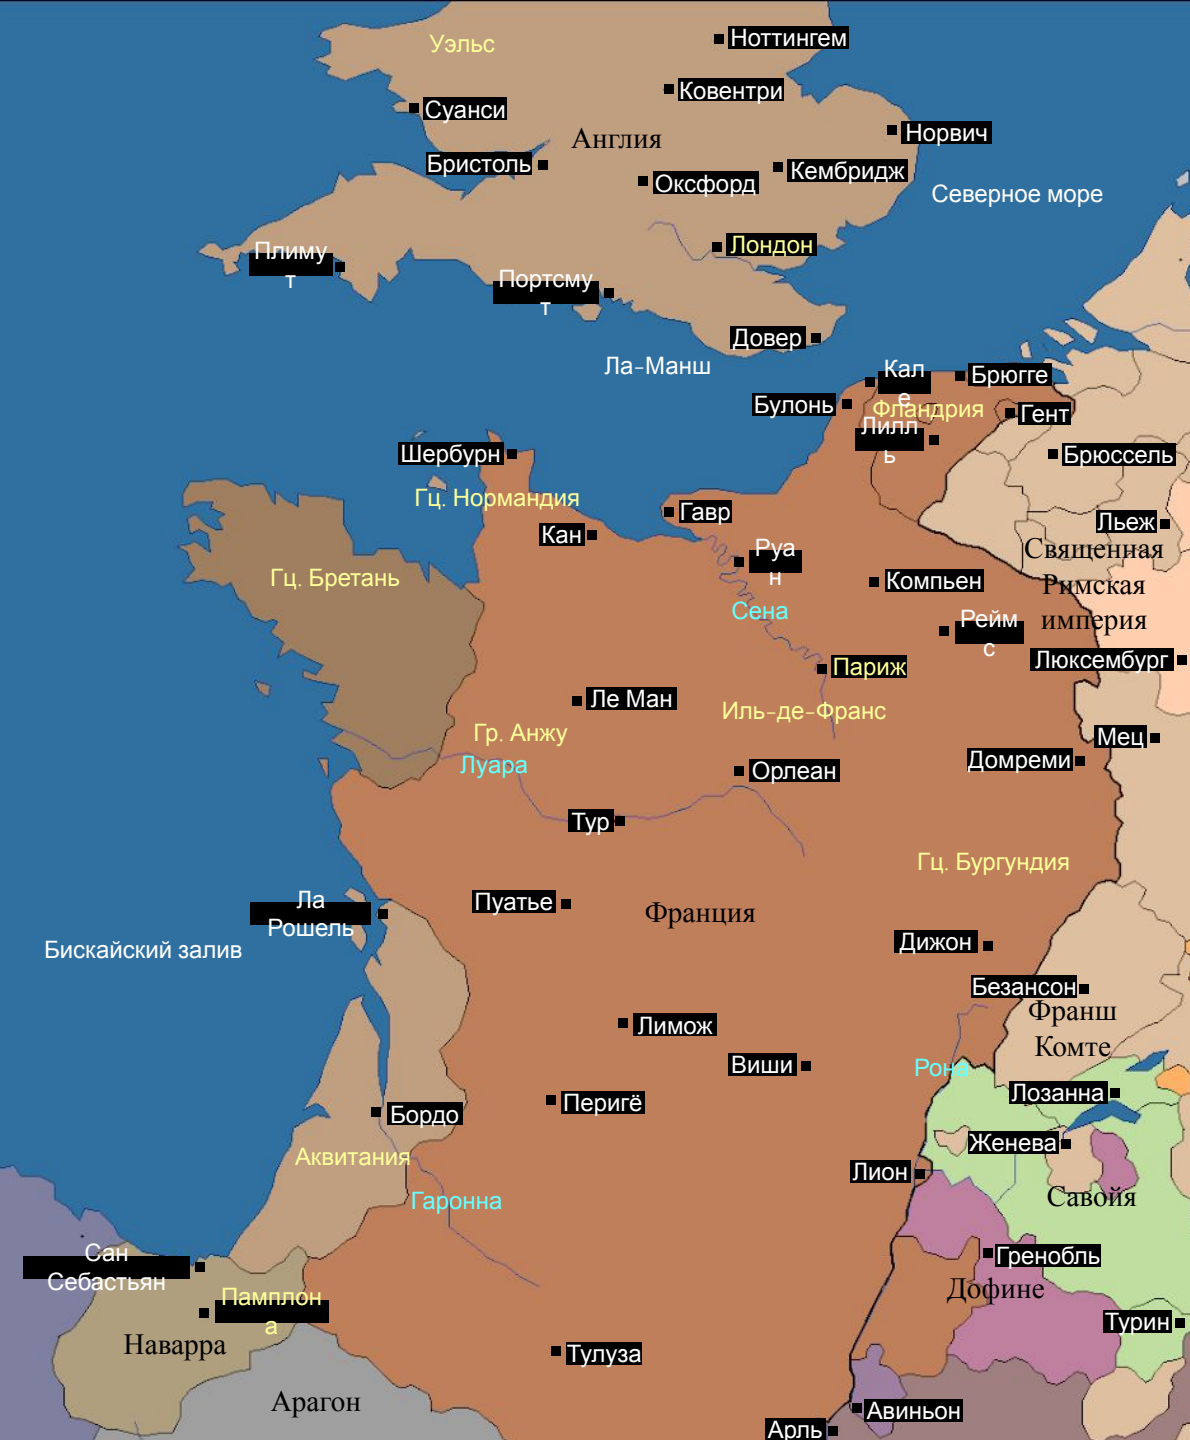 Уэльс
Ноттингем
Ковентри
Суанси
Англия
Норвич
Бристоль
Оксфорд
Кембридж
Северное море
Лондон
Плиму
т
Портсму
т
Довер
Ла-Манш
Кал
е
Брюгге
Булонь
Фландрия
Гент
Лилл
ь
Шербурн
Брюссель
Гц. Нормандия
Гавр
Льеж
Кан
Руа
н
Священная
Римская
империя
Гц. Бретань
Компьен
Сена
Рейм
с
Париж
Люксембург
Ле Ман
Иль-де-Франс
Гр. Анжу
Мец
Луара
Орлеан
Домреми
Тур
Гц. Бургундия
Ла
Рошель
Пуатье
Франция
Бискайский залив
Дижон
Безансон
Франш
Комте
Лимож
Виши
Рона
Лозанна
Перигё
Бордо
Женева
Аквитания
Лион
Гаронна
Савойя
Сан
Себастьян
Гренобль
Дофине
Памплон
а
Турин
Наварра
Тулуза
Арагон
Авиньон
Арль